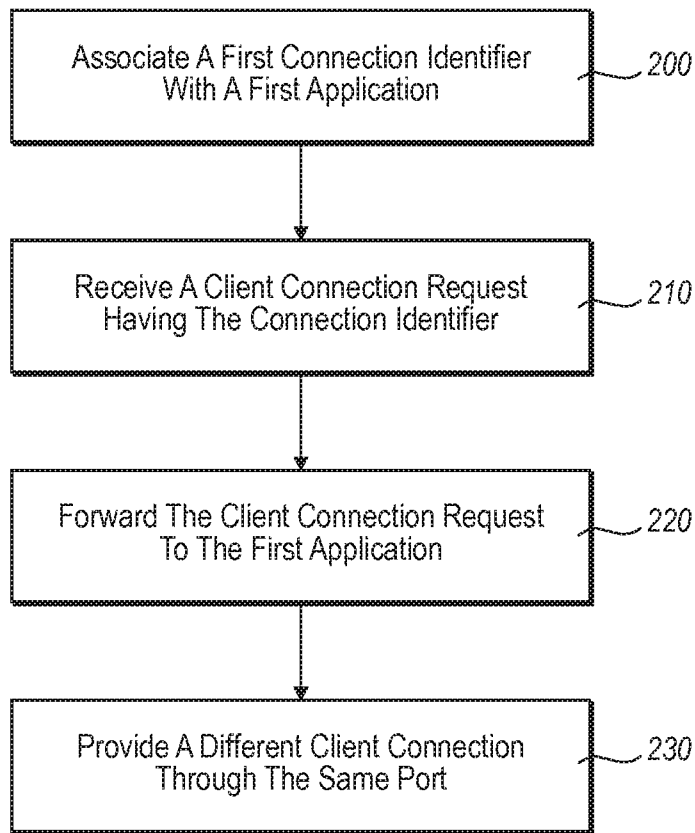 Associate A First Connection Identifier
With A First Application
200
Receive A Client Connection Request
Having The Connection Identifier
210
Forward The Client Connection Request
To The First Application
220
Provide A Different Client Connection
Through The Same Port
230